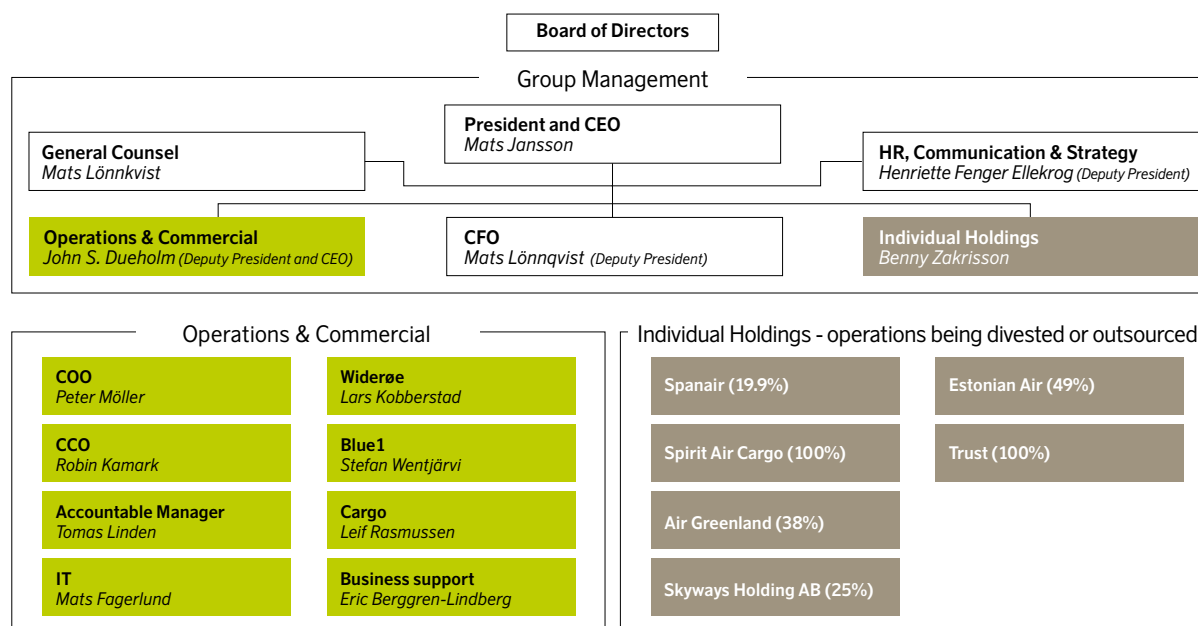 Board of Directors
Group Management
President and CEO
Mats Jansson
General Counsel
Mats Lönnkvist
HR, Communication & Strategy
Henriette Fenger Ellekrog (Deputy President)
Operations & Commercial
John S. Dueholm (Deputy President and CEO)
CFO
Mats Lönnqvist (Deputy President)
Individual Holdings
Benny Zakrisson
Operations & Commercial
COO
Peter Möller
CCO
Robin Kamark
Accountable Manager
Tomas Linden
IT
Mats Fagerlund
Widerøe
Lars Kobberstad
Blue1
Stefan Wentjärvi
Cargo
Leif Rasmussen
Business support
Eric Berggren-Lindberg
Individual Holdings - operations being divested or outsourced
Spanair (19.9%)
Spirit Air Cargo (100%)
Air Greenland (38%)
Skyways Holding AB (25%)
Estonian Air (49%)
Trust (100%)